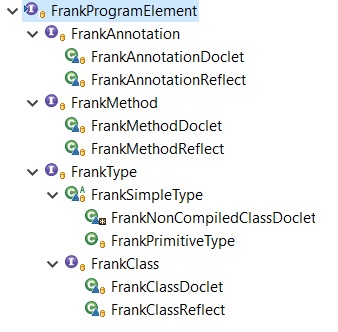 FrankProgramElement
FrankAnnotation
FrankAnnotationDoclet
FrankAnnotationReflect
FrankMethod
FrankMethodDoclet
FrankMethodReflect
FrankType
FrankSimpleType
FrankNonCompiledClassDoclet
FrankPrimitiveType
FrankClass
FrankClassDoclet
FrankClassReflect